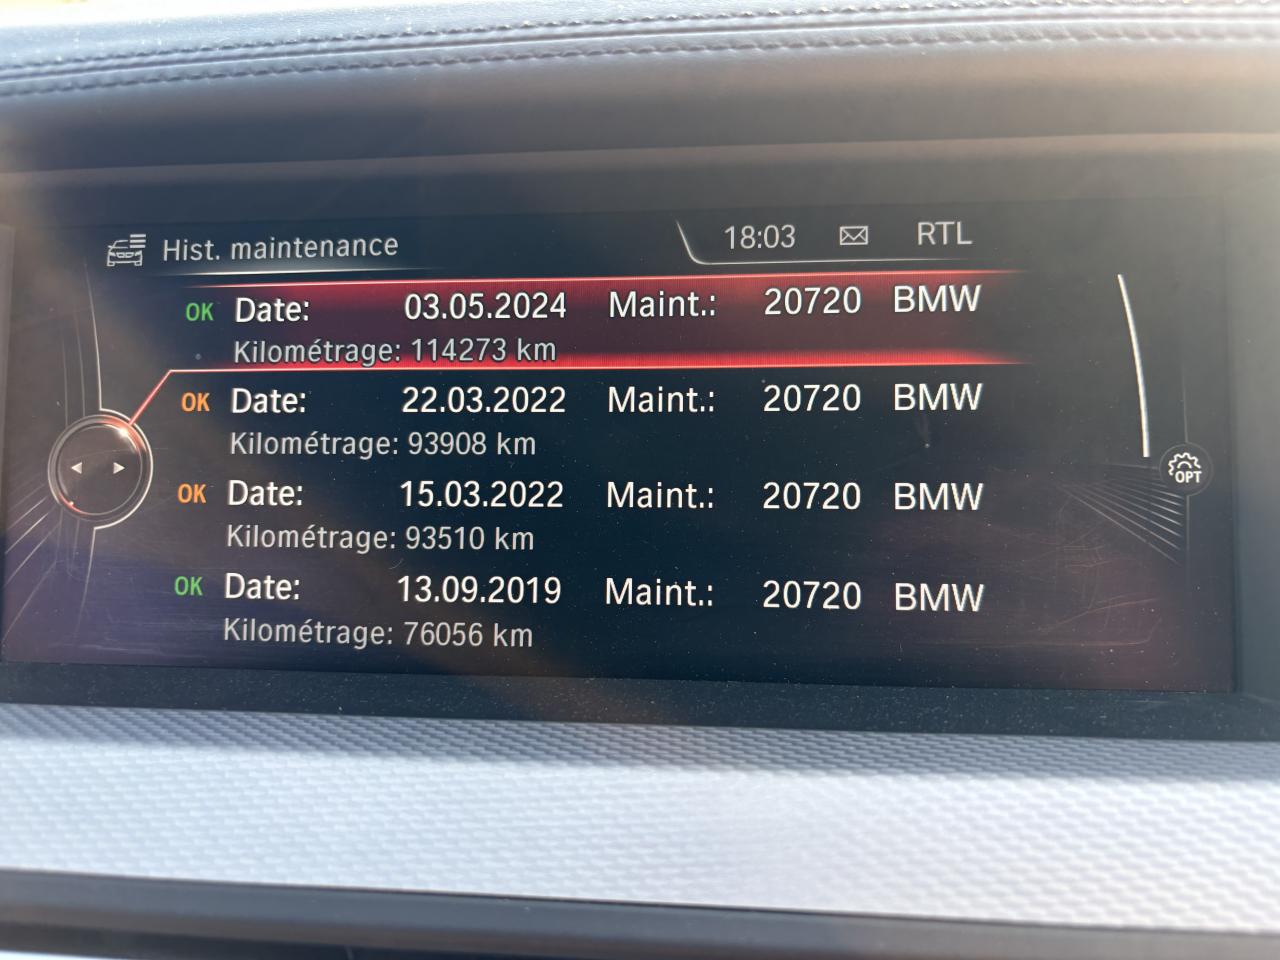 Hist. maintenance 18:03 RTL
OK Date: 03.05.2024 Maint.: 20720 BMW
Kilométrage: 114273 km
OK Date: 22.03.2022 Maint.: 20720 BMW
Kilométrage: 93908 km
OK Date: 15.03.2022 Maint.: 20720 BMW
Kilométrage: 93510 km
OPT
OK Date: 13.09.2019 Maint.: 20720 BMW
Kilométrage: 76056 km